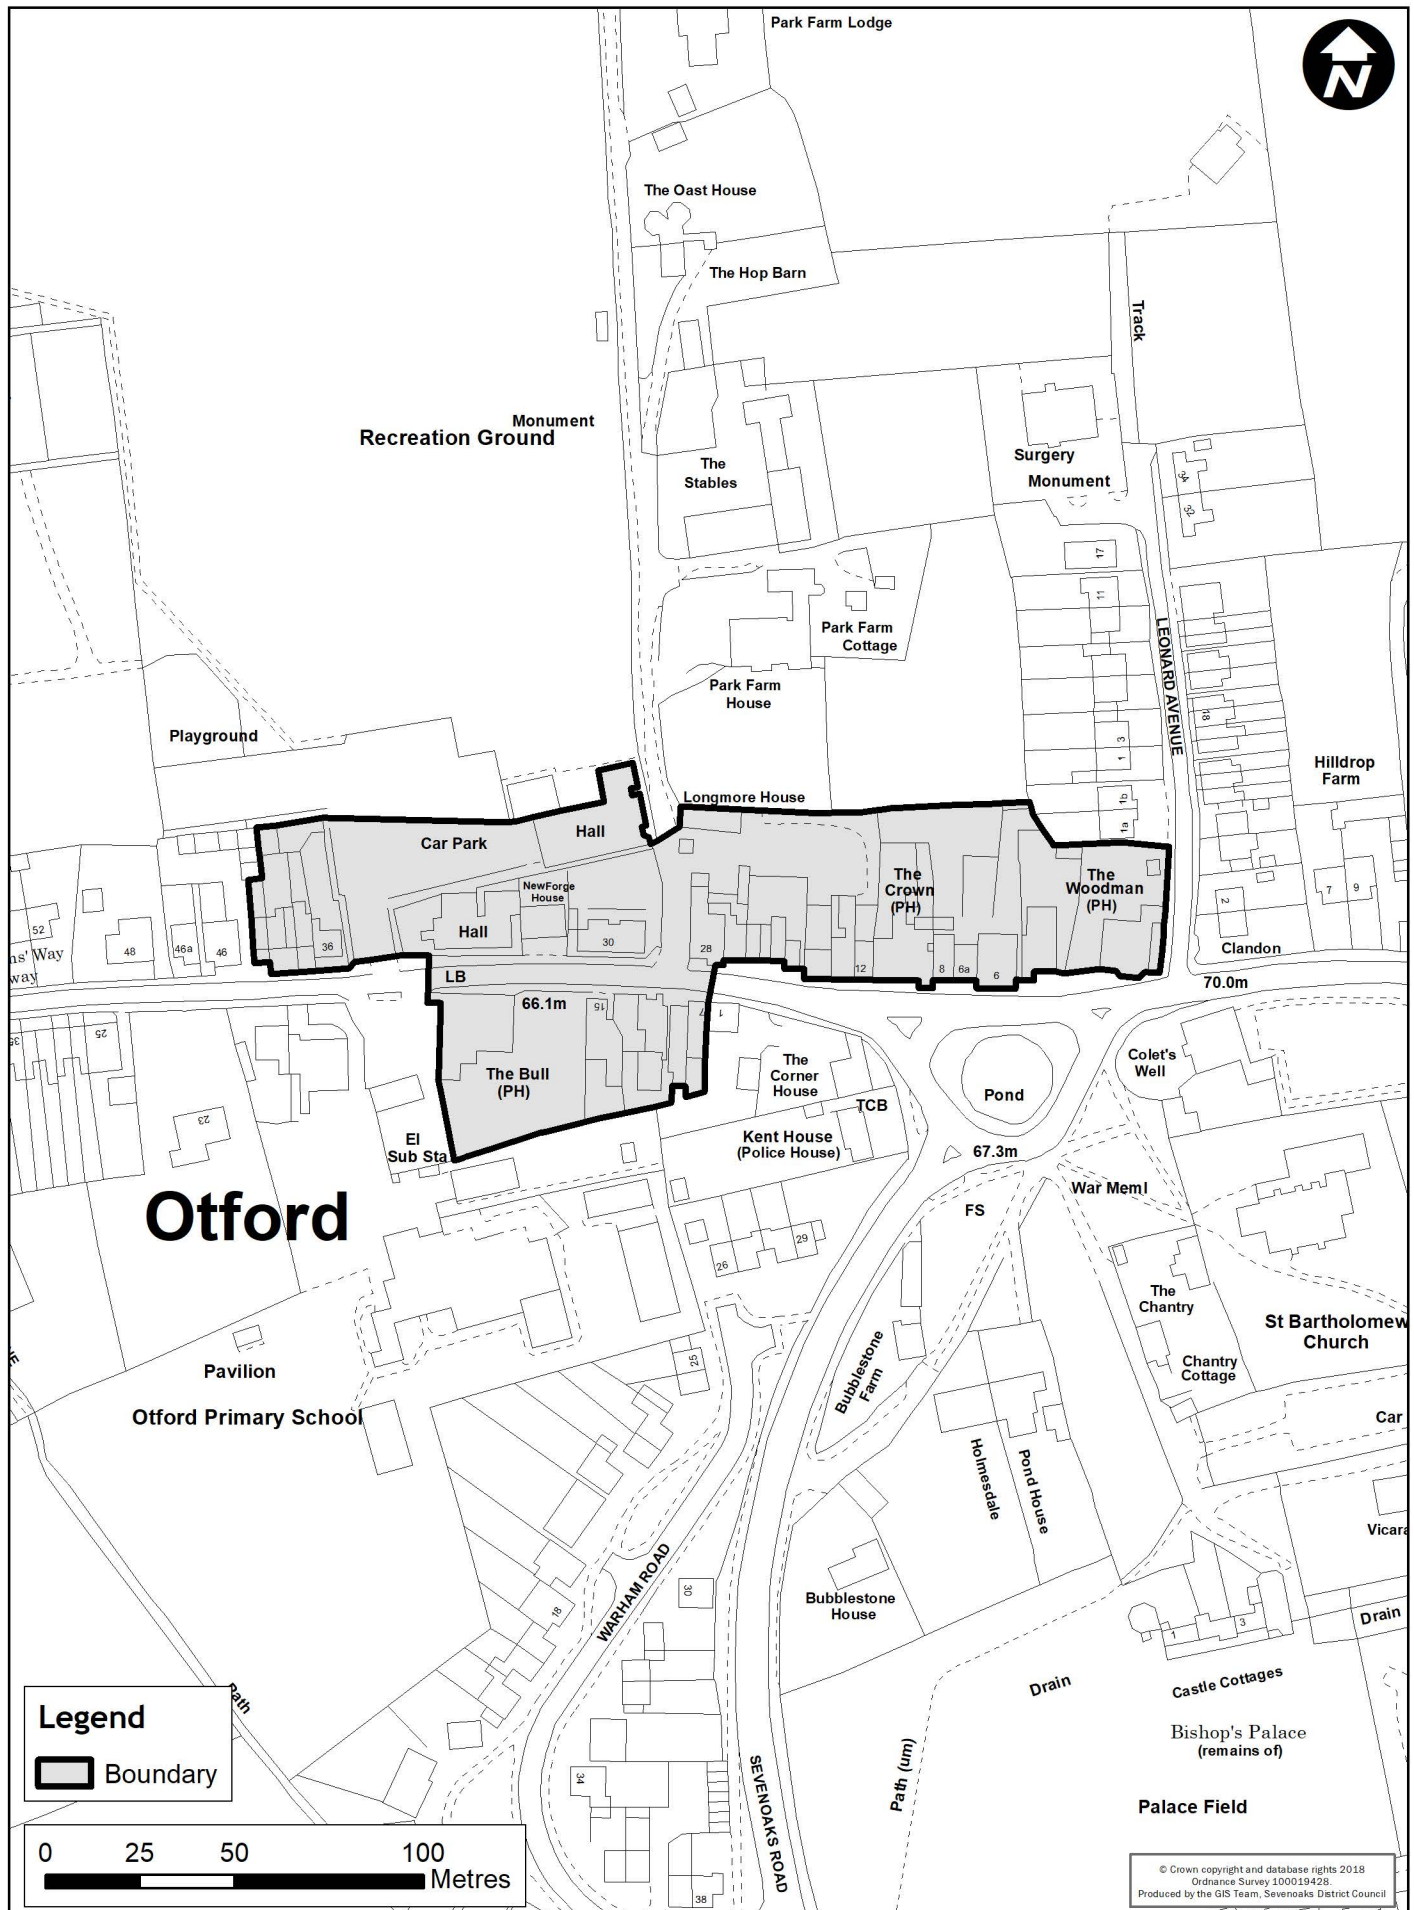 Park Farm Lodge
N
The Oast House
The Hop Barn
Track
Monument
Recreation Ground
The
Stables
Surgery
Monument
34
32
17
11
Park Farm
Cottage
LEONARD AVENUE
Park Farm
House
18
3
1
Playground
Hilldrop
Farm
Longmore House
1b
1a
Hall
Car Park
The
Crown
(PH)
The
Woodman
(PH)
NewForge
House
7
9
2
52
48
46a
46
36
Hall
30
28
12
8
6a
6
Clandon
ns' Way
way
LB
66.1m
70.0m
15
7
1
35
25
The Bull
(PH)
The
Corner
House
Colet's
Well
Pond
TCB
23
El
Sub Sta
Kent House
(Police House)
67.3m
War Meml
Otford
FS
26
29
The
Chantry
St Bartholomew
Church
Pavilion
25
Bubblestone
Farm
Chantry
Cottage
Otford Primary School
Car
Holmesdale
Pond House
Vicara
WARHAM ROAD
30
18
Bubblestone
House
1
3
Drain
Drain
Castle Cottages
Path
Bishop's Palace
(remains of)
Path (um)
34
SEVENOAKS ROAD
Palace Field
38
Legend
Boundary
0 25 50 100
Metres
© Crown copyright and database rights 2018
Ordnance Survey 100019428.
Produced by the GIS Team, Sevenoaks District Council